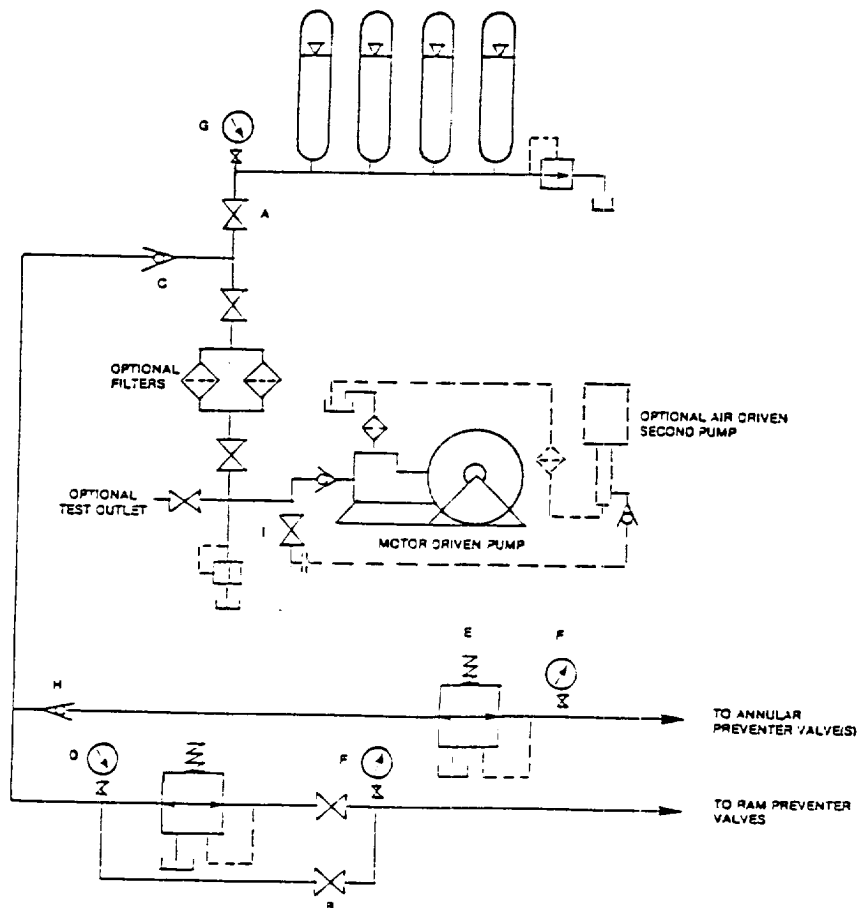 G
A
C
OPTIONAL
FILTERS
OPTIONAL AIR DRIVEN
SECOND PUMP
OPTIONAL
TEST OUTLET
I
MOTOR DRIVEN PUMP
E
F
H
TO ANNULAR
PREVENTER VALVE(S)
D
F
TO RAM PREVENTER
VALVES
B